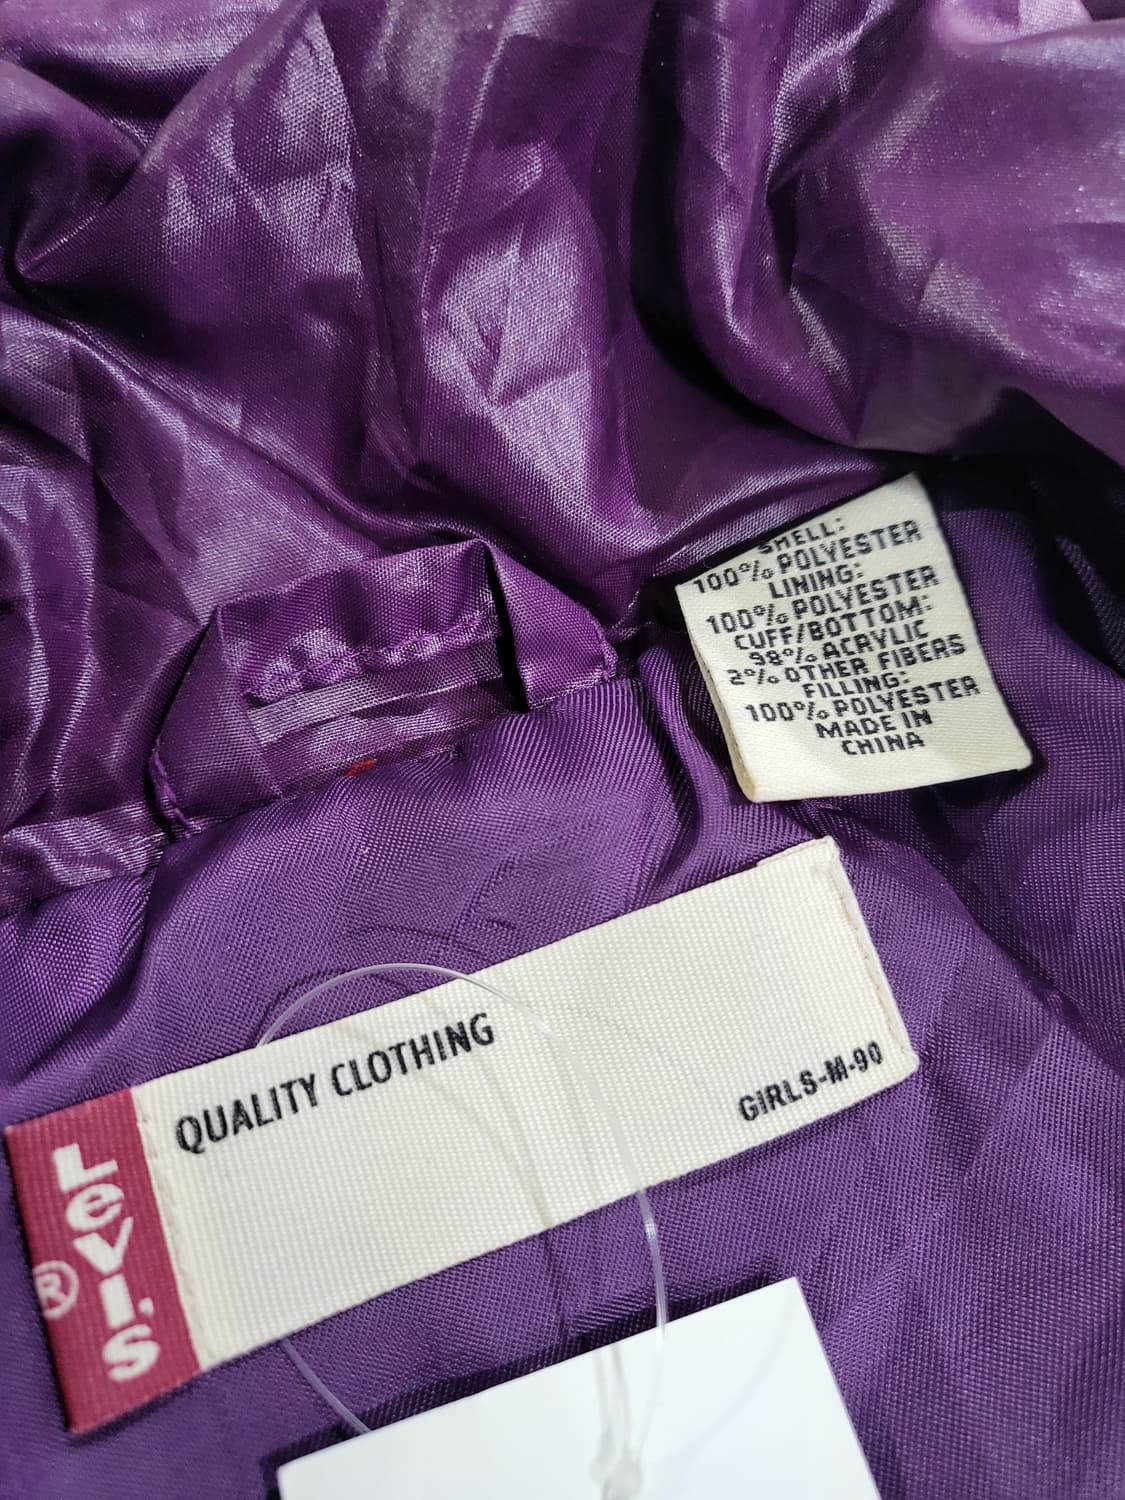 SHELL:
100% POLYESTER
LINING:
100% POLYESTER
CUFF/BOTTOM:
98% ACRYLIC
2% OTHER FIBERS
FILLING:
100% POLYESTER
MADE IN
CHINA
QUALITY CLOTHING
GIRLS-M-90
Levi's
®